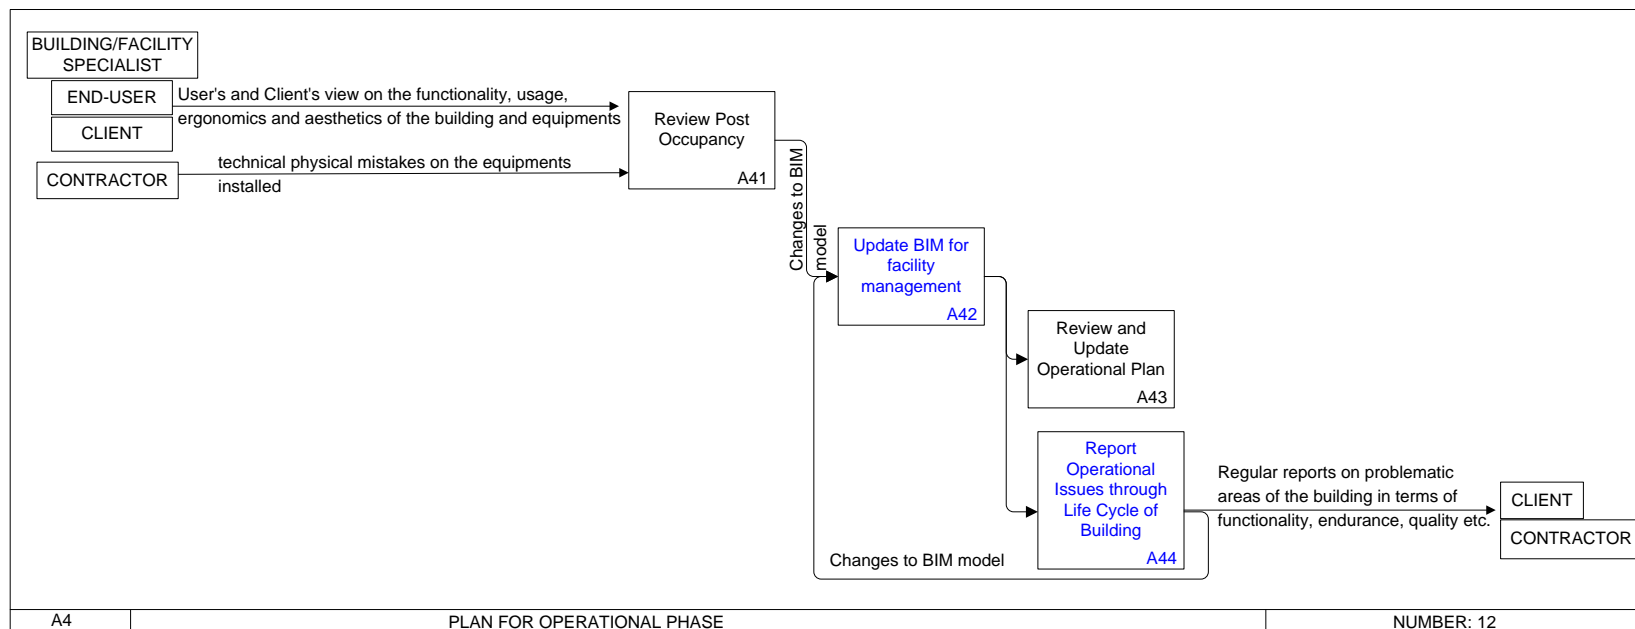 BUILDING/FACILITY
SPECIALIST
END-USER
CLIENT
CONTRACTOR
User's and Client's view on the functionality, usage,
ergonomics and aesthetics of the building and equipments
technical physical mistakes on the equipments
installed
Review Post
Occupancy
A41
Changes to BIM
model
Update BIM for
facility
management
A42
Review and
Update
Operational Plan
A43
Report
Operational
Issues through
Life Cycle of
Building
A44
Changes to BIM model
Regular reports on problematic
areas of the building in terms of
functionality, endurance, quality etc.
CLIENT
CONTRACTOR
A4
PLAN FOR OPERATIONAL PHASE
NUMBER: 12